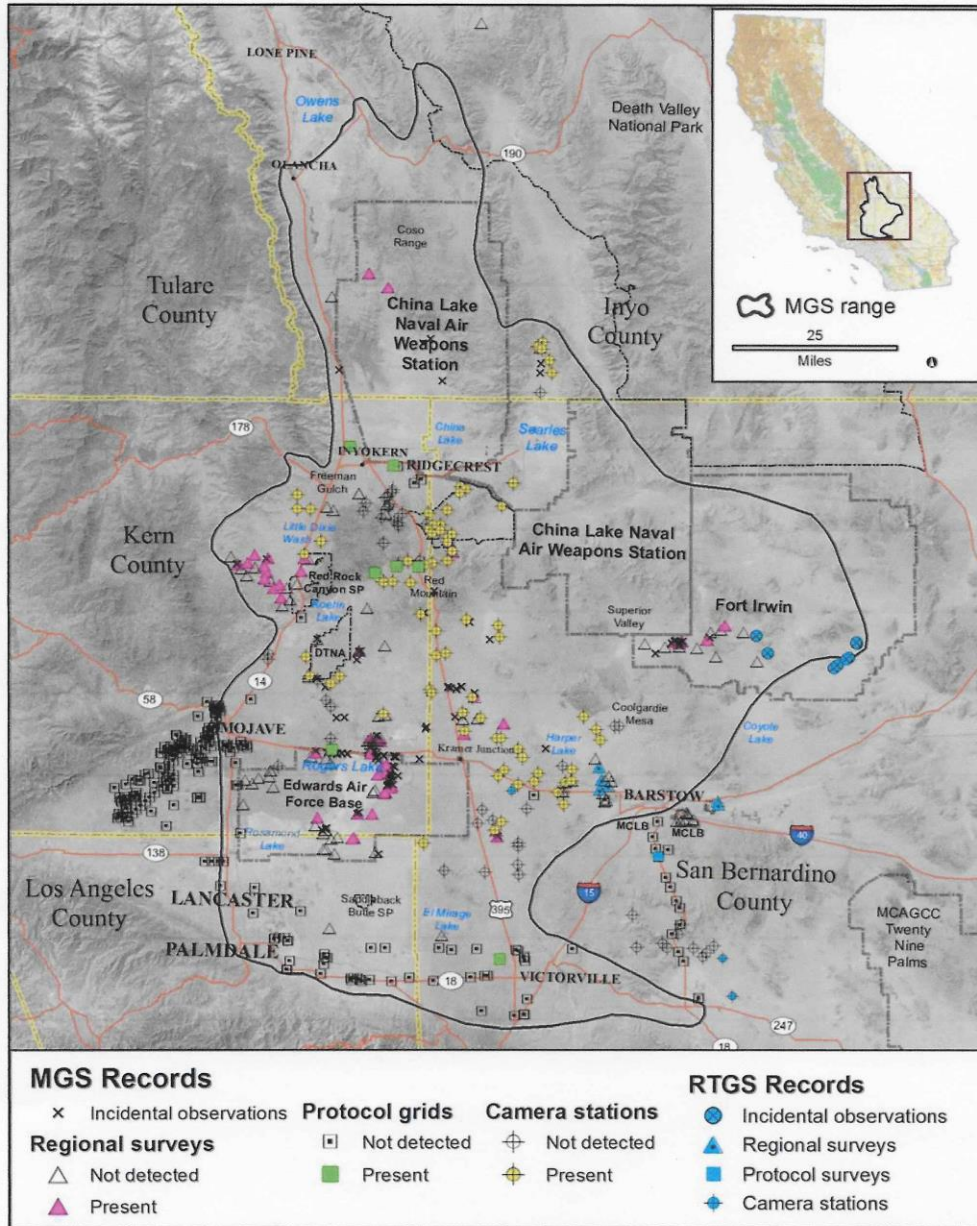 LONE PINE
Owens
Lake
Death Valley
National Park
190
OLANCHA
Coso
Range
Tulare
County
China Lake
Naval Air
Weapons
Station
Inyo
County
MGS range
25
Miles
178
China
Lake
Searles
Lake
INYOKERN
RIDGECREST
Freeman
Gulch
Kern
County
Little Dixie
Wash
China Lake Naval
Air Weapons Station
Red Rock
Canyon SP
Red
Mountain
Koehn
Lake
Superior
Valley
Fort Irwin
DTNA
14
58
MOJAVE
Coolgardie
Mesa
Coyote
Lake
Harper
Lake
Kramer Junction
Rogers Lake
Edwards Air
Force Base
BARSTOW
MCLB
MCLB
40
Rosamond
Lake
138
Los Angeles
County
San Bernardino
County
15
LANCASTER
Saddleback
Butte SP
395
El Mirage
Lake
MCAGCC
Twenty
Nine
Palms
PALMDALE
18
VICTORVILLE
247
18
MGS Records
Incidental observations
Regional surveys
Not detected
Present
Protocol grids
Not detected
Present
Camera stations
Not detected
Present
RTGS Records
Incidental observations
Regional surveys
Protocol surveys
Camera stations